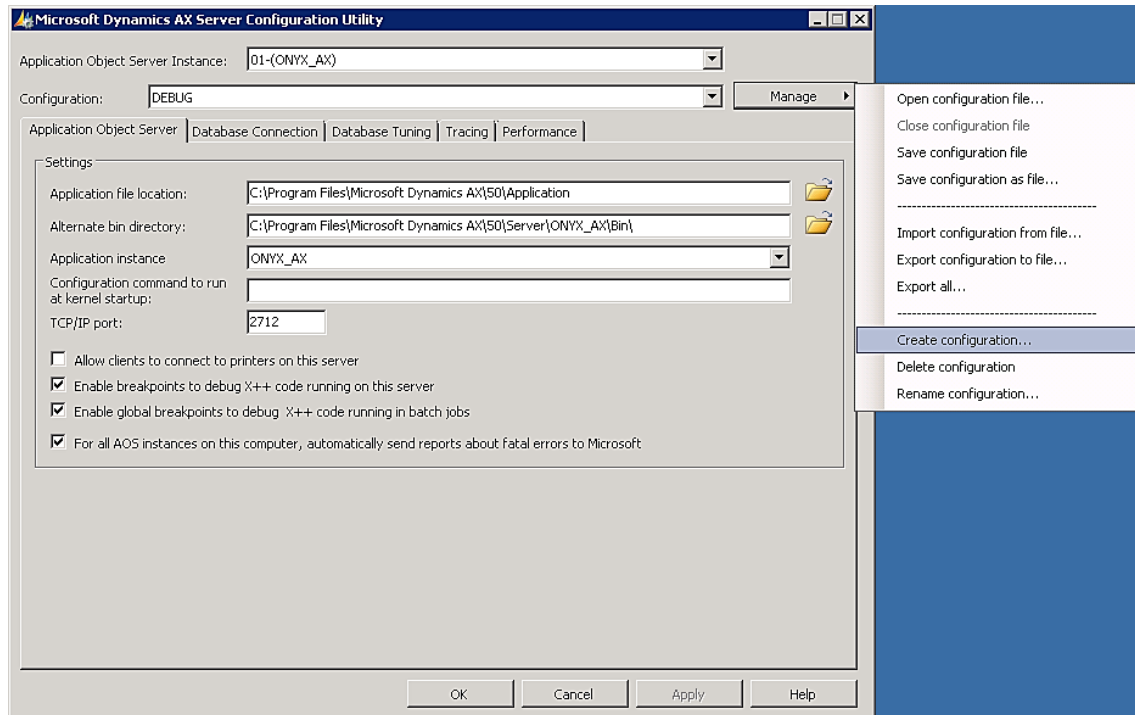 Microsoft Dynamics AX Server Configuration Utility
Application Object Server Instance: 01-(ONYX_AX)
Configuration: DEBUG Manage
Application Object Server Database Connection Database Tuning Tracing Performance
Settings
Application file location: C:\Program Files\Microsoft Dynamics AX\50\Application
Alternate bin directory: C:\Program Files\Microsoft Dynamics AX\50\Server\ONYX_AX\Bin\
Application instance ONYX_AX
Configuration command to run
at kernel startup:
TCP/IP port: 2712
Allow clients to connect to printers on this server
Enable breakpoints to debug X++ code running on this server
Enable global breakpoints to debug X++ code running in batch jobs
For all AOS instances on this computer, automatically send reports about fatal errors to Microsoft
OK Cancel Apply Help
Open configuration file...
Close configuration file
Save configuration file
Save configuration as file...
Import configuration from file...
Export configuration to file...
Export all...
Create configuration...
Delete configuration
Rename configuration...